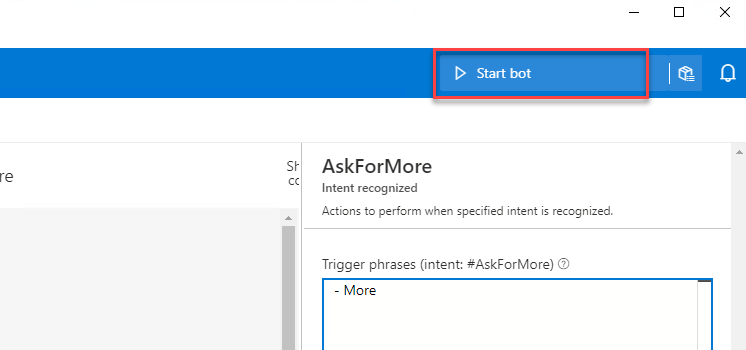 Start bot
re
Sh
cc
AskForMore
Intent recognized
Actions to perform when specified intent is recognized.
Trigger phrases (intent: #AskForMore)
- More